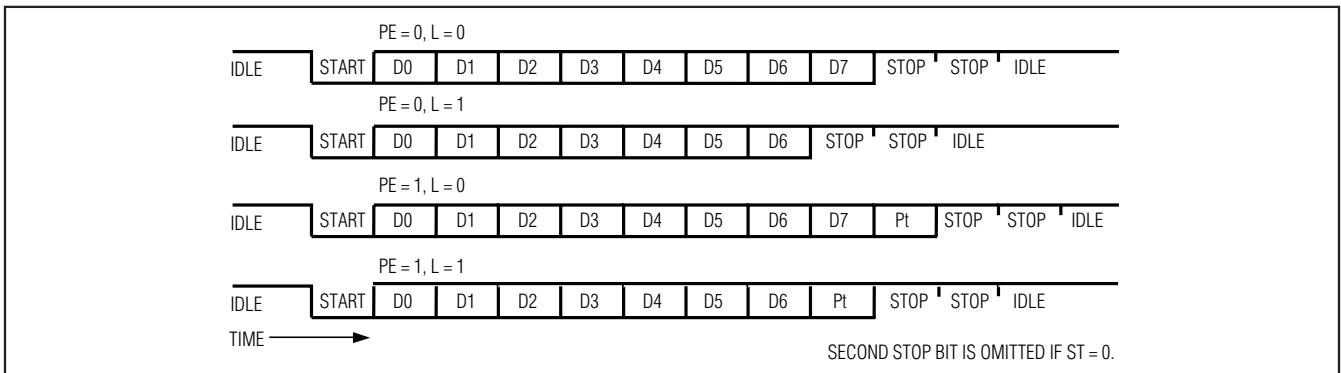 PE = 0, L = 0
IDLE START D0 D1 D2 D3 D4 D5 D6 D7 STOP STOP IDLE
PE = 0, L = 1
IDLE START D0 D1 D2 D3 D4 D5 D6 STOP STOP IDLE
PE = 1, L = 0
IDLE START D0 D1 D2 D3 D4 D5 D6 D7 Pt STOP STOP IDLE
PE = 1, L = 1
IDLE START D0 D1 D2 D3 D4 D5 D6 Pt STOP STOP IDLE
TIME
SECOND STOP BIT IS OMITTED IF ST = 0.